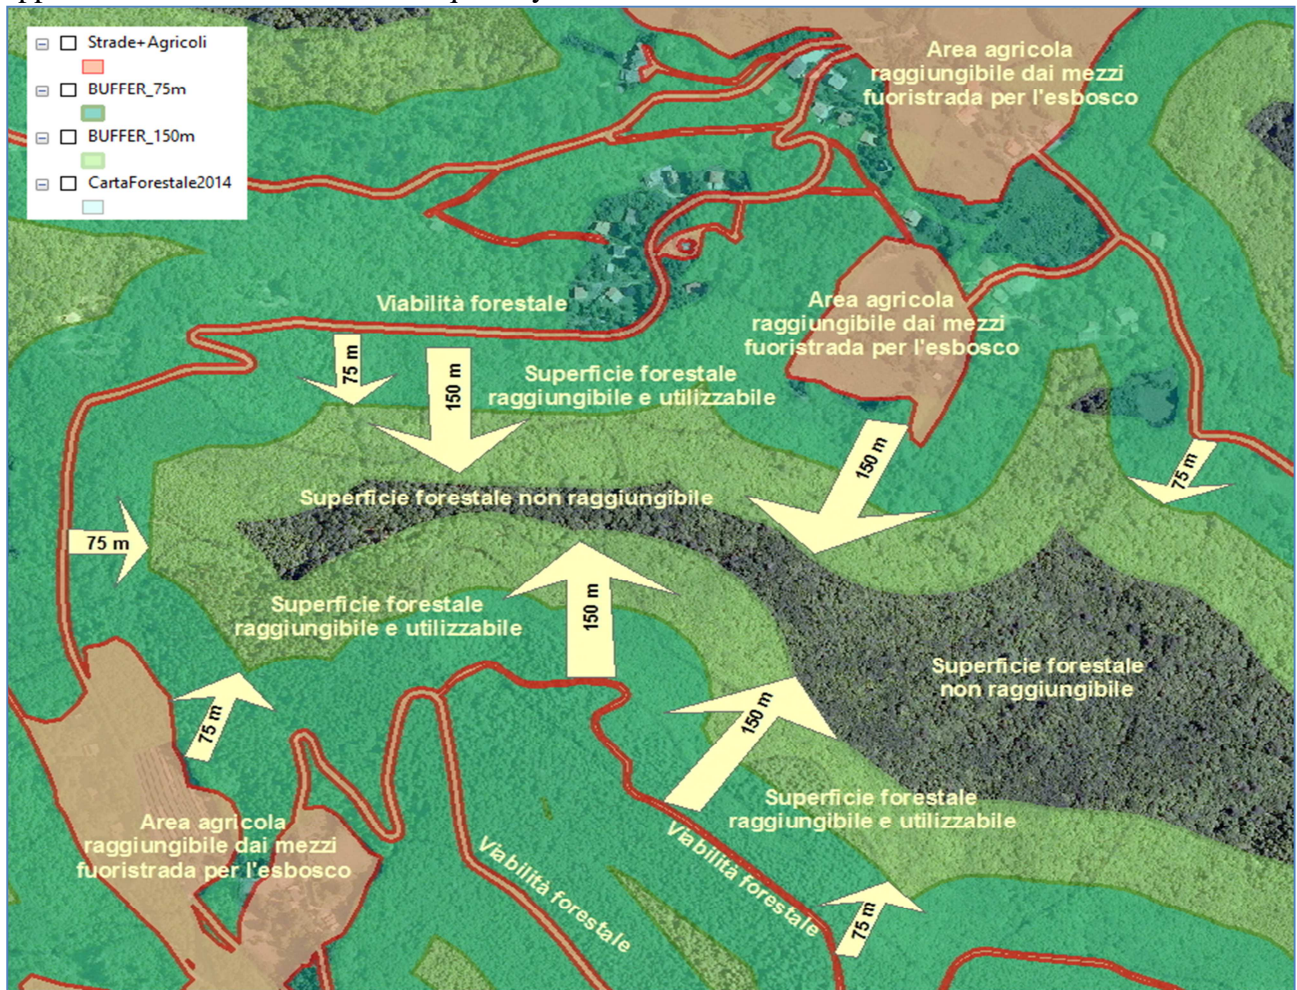 Strade+Agricoli
BUFFER_75m
BUFFER_150m
CartaForestale2014
Area agricola
raggiungibile dai mezzi
fuoristrada per l'esbosco
Viabilità forestale
Area agricola
raggiungibile dai mezzi
fuoristrada per l'esbosco
75 m
150 m
Superficie forestale
raggiungibile e utilizzabile
150 m
75 m
Superficie forestale non raggiungibile
75 m
150 m
Superficie forestale
raggiungibile e utilizzabile
Superficie forestale
non raggiungibile
75 m
150 m
Superficie forestale
raggiungibile e utilizzabile
Area agricola
raggiungibile dai mezzi
fuoristrada per l'esbosco
Viabilità forestale
Viabilità forestale
75 m